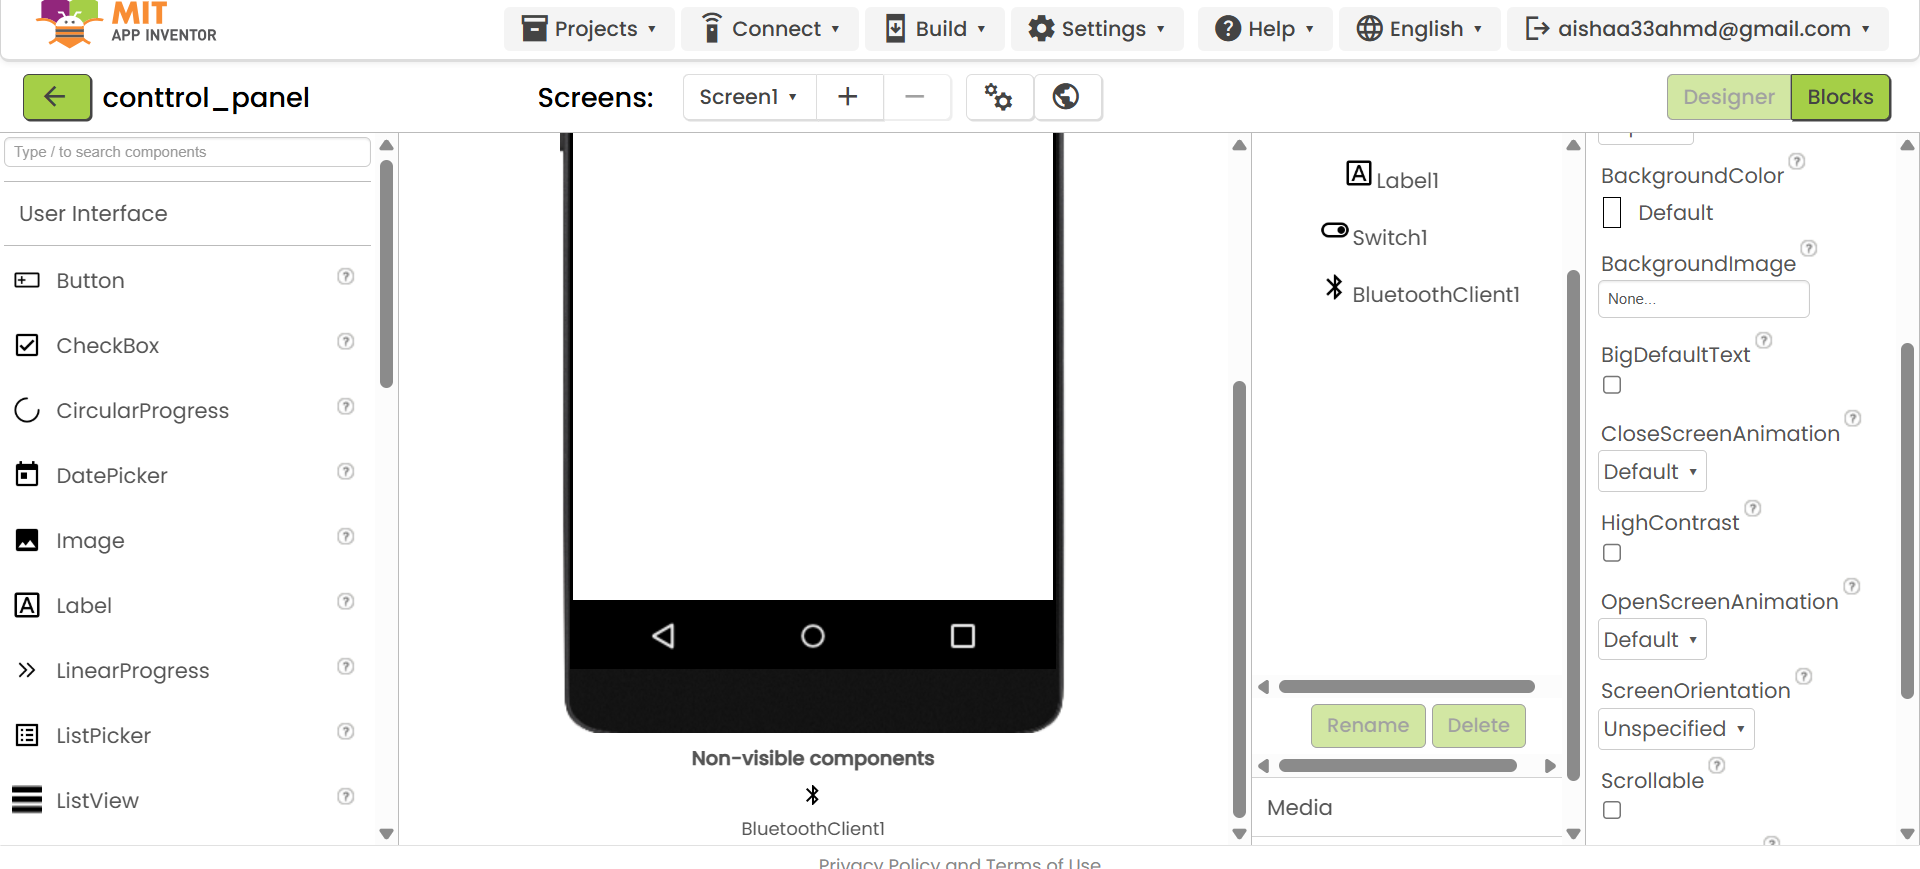 MIT
APP INVENTOR
Projects
Connect
Build
Settings
Help
English
aishaa33ahmd@gmail.com
conttrol_panel
Screens:
Screen1
Designer
Blocks
Type / to search components
User Interface
Button
CheckBox
CircularProgress
DatePicker
Image
Label
LinearProgress
ListPicker
ListView
Non-visible components
BluetoothClient1
Label1
Switch1
BluetoothClient1
Rename
Delete
Media
BackgroundColor
Default
BackgroundImage
None...
BigDefaultText
CloseScreenAnimation
Default
HighContrast
OpenScreenAnimation
Default
ScreenOrientation
Unspecified
Scrollable
Privacy Policy and Terms of Use